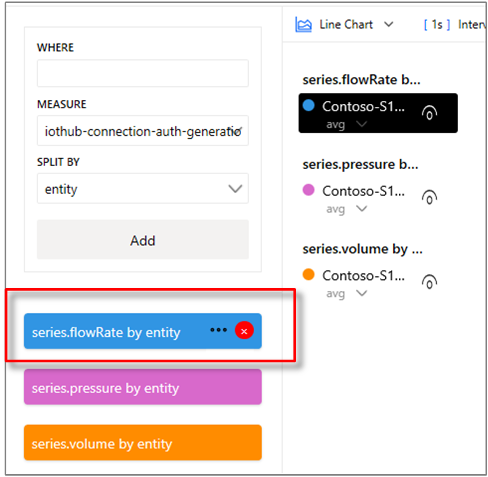 WHERE
MEASURE
iothub-connection-auth-generatio
SPLIT BY
entity
Add
series.flowRate by entity
series.pressure by entity
series.volume by entity
Line Chart
[ 1s ] Interv
series.flowRate b...
Contoso-S1...
avg
series.pressure b...
Contoso-S1...
avg
series.volume by ...
Contoso-S1...
avg